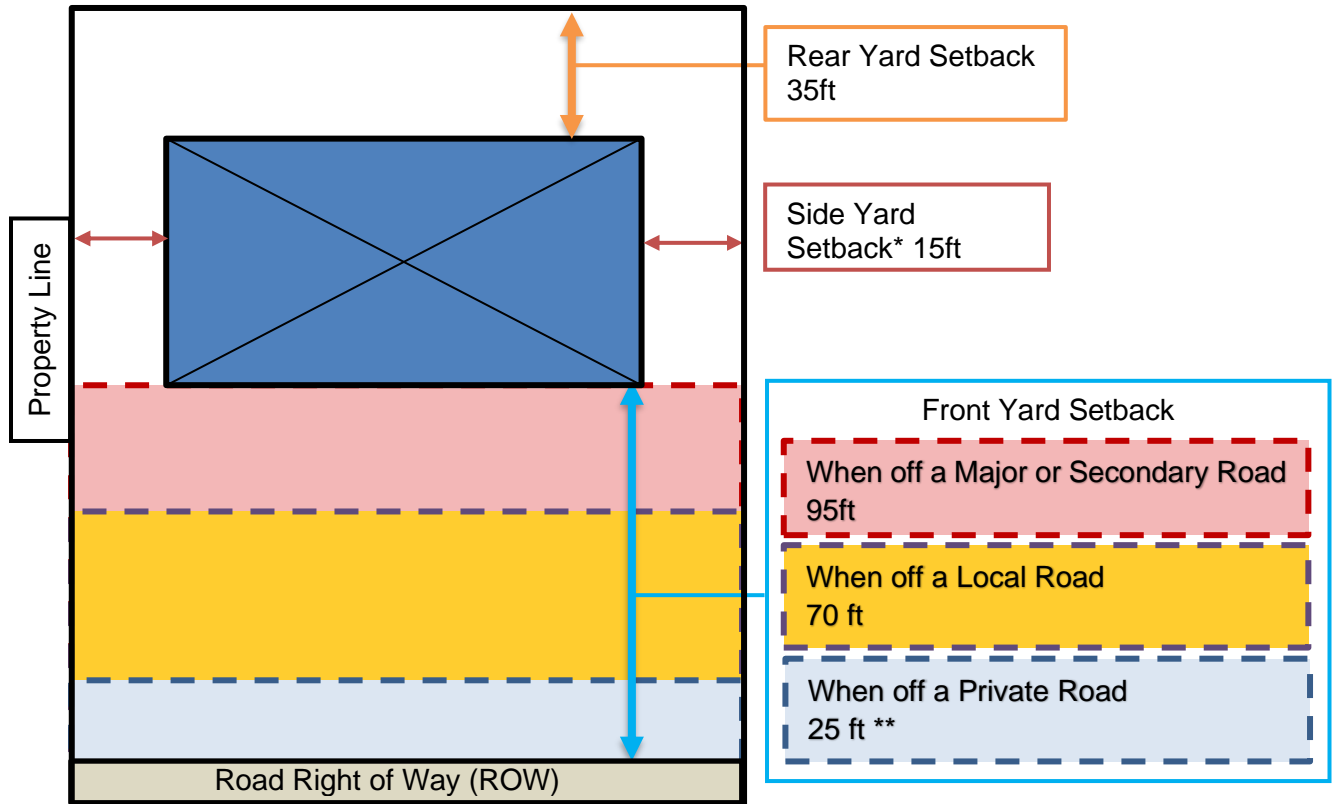 Rear Yard Setback
35ft
Side Yard
Setback* 15ft
Property Line
Front Yard Setback
When off a Major or Secondary Road
95ft
When off a Local Road
70 ft
When off a Private Road
25 ft **
Road Right of Way (ROW)